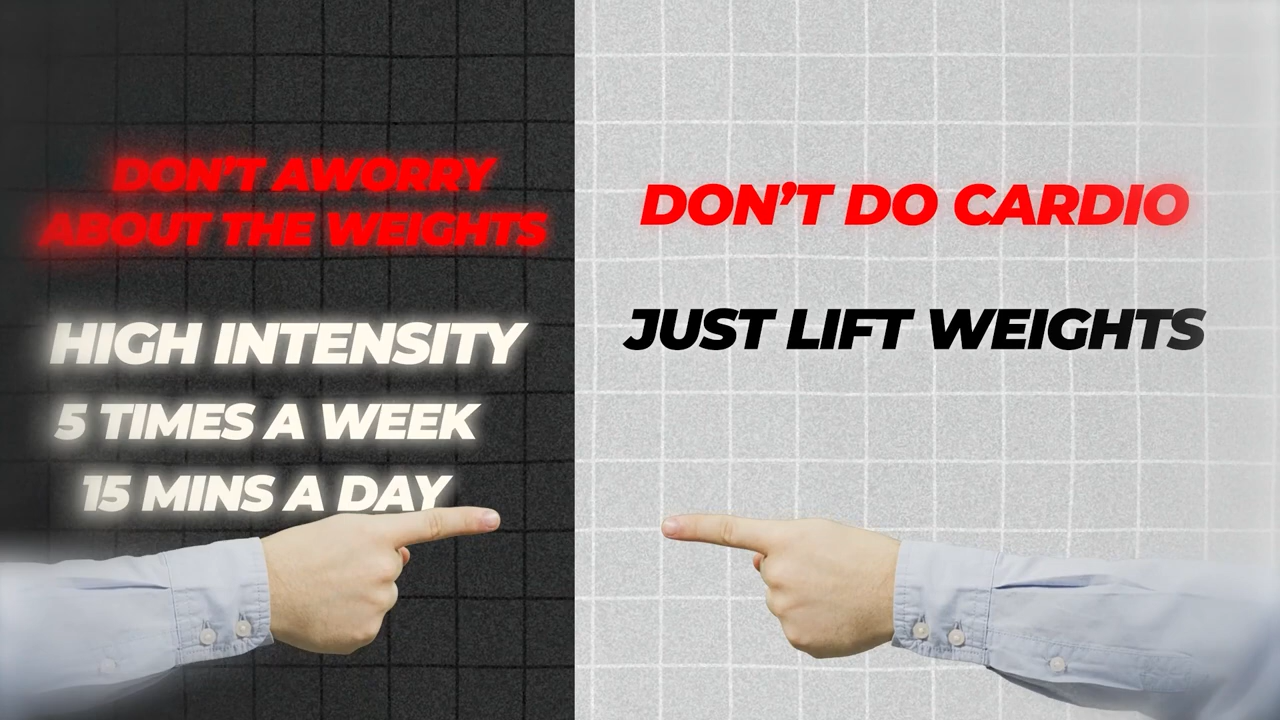 DON'T AWORRY
ABOUT THE WEIGHTS
HIGH INTENSITY
5 TIMES A WEEK
15 MINS A DAY
DON'T DO CARDIO
JUST LIFT WEIGHTS